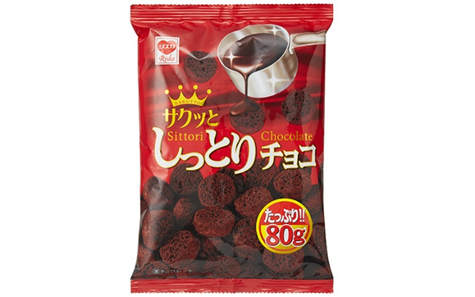 リスカ
Riska
サクッと
Sittori Chocolate
しっとりチョコ
たっぷり!!
80g